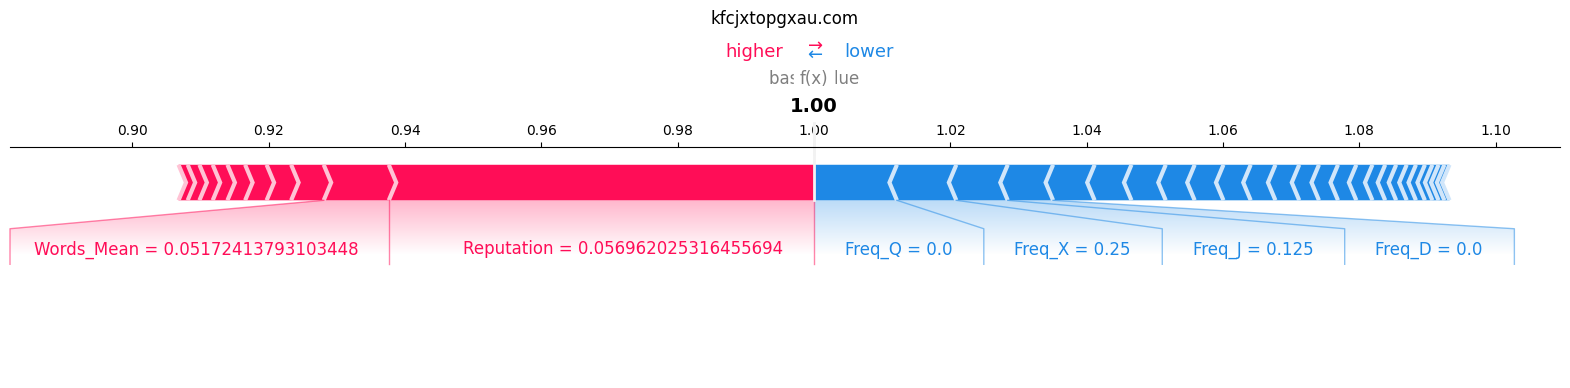 kfcjxtopgxau.com
higher ⇄ lower
bas f(x) lue
1.00
0.90 0.92 0.94 0.96 0.98 1.00 1.02 1.04 1.06 1.08 1.10
Words_Mean = 0.05172413793103448 Reputation = 0.056962025316455694 Freq_Q = 0.0 Freq_X = 0.25 Freq_J = 0.125 Freq_D = 0.0